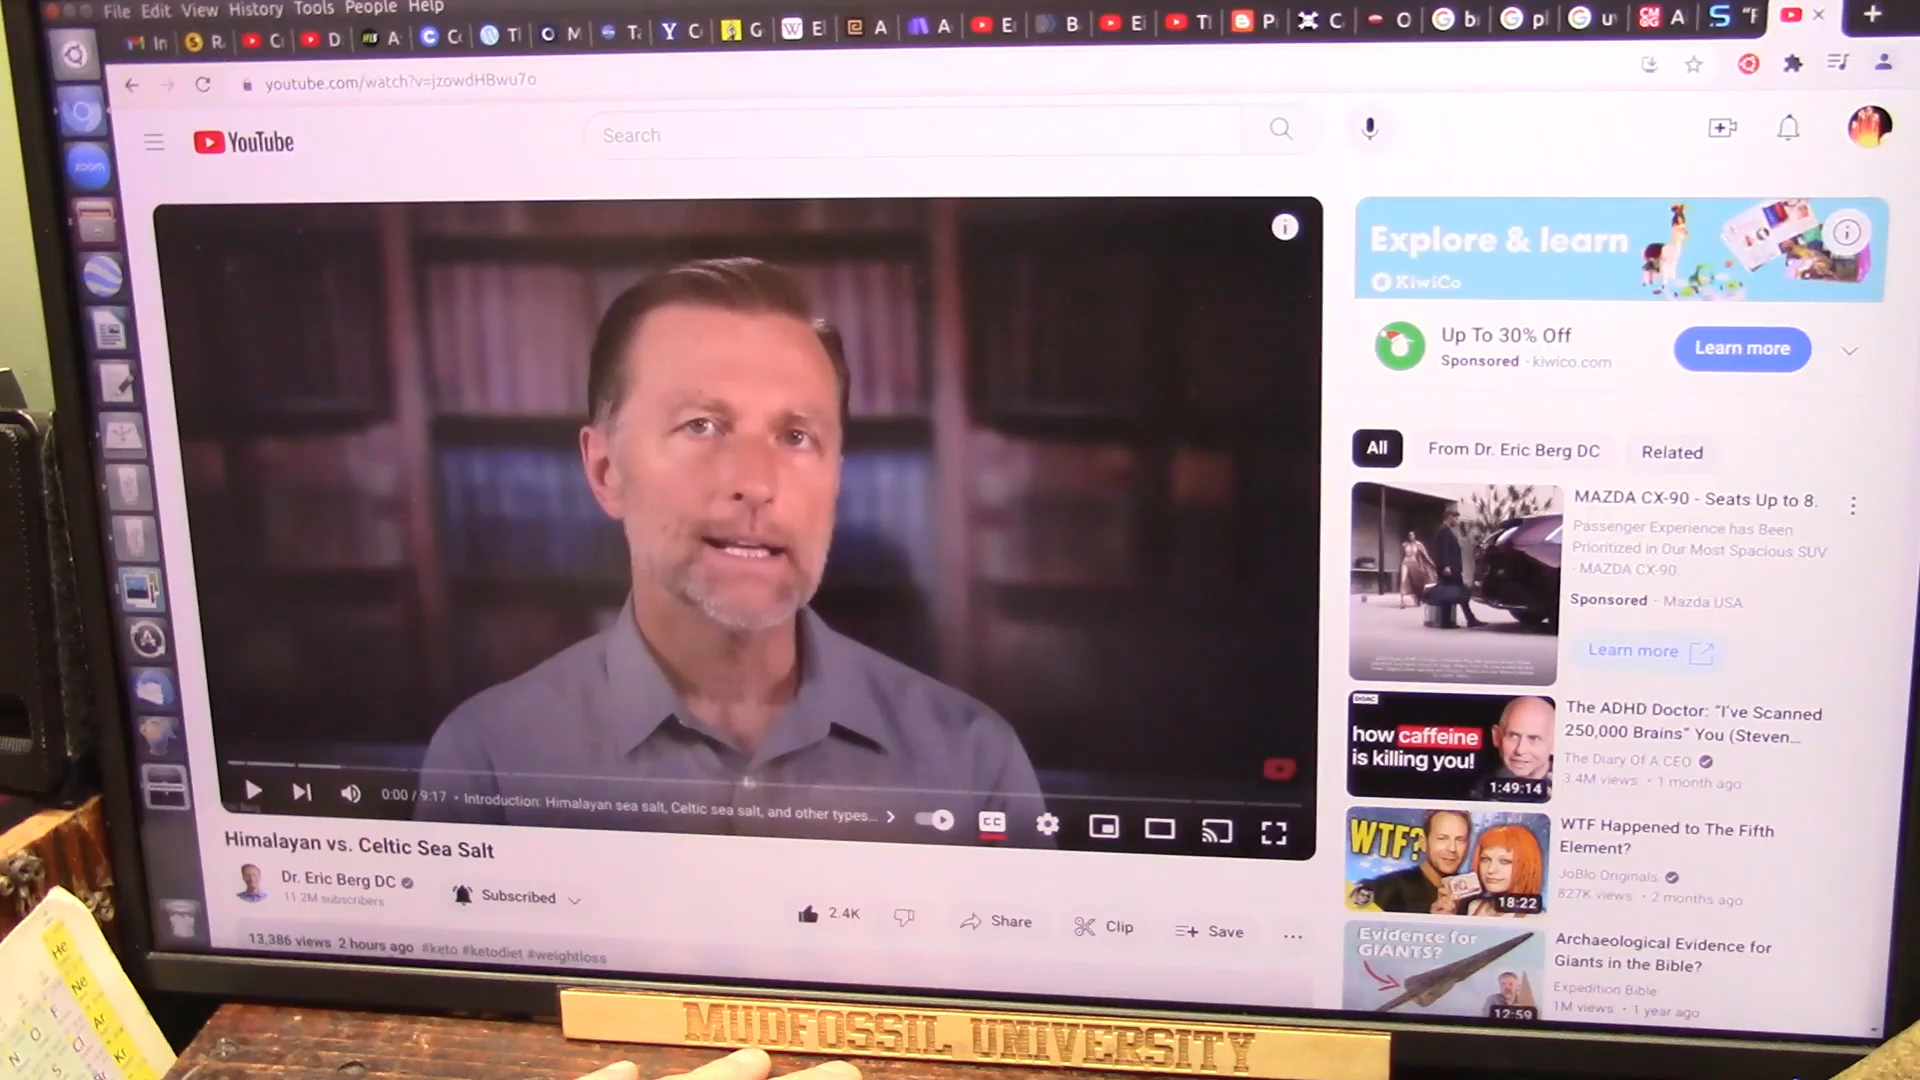 File Edit View History Tools People Help
youtube.com/watch?v=jzowdHBwu7o
zoom
YouTube
Search
Explore & learn
KiwiCo
Up To 30% Off
Sponsored · kiwico.com
Learn more
All
From Dr. Eric Berg DC
Related
MAZDA CX-90 - Seats Up to 8.
Passenger Experience has Been
Prioritized in Our Most Spacious SUV
- MAZDA CX-90.
Sponsored · Mazda USA
Learn more
how caffeine
is killing you!
1:49:14
The ADHD Doctor: “I’ve Scanned
250,000 Brains” You (Steven...
The Diary Of A CEO
3.4M views · 1 month ago
WTF?
18:22
WTF Happened to The Fifth
Element?
JoBlo Originals
827K views · 2 months ago
Evidence for
GIANTS?
12:59
Archaeological Evidence for
Giants in the Bible?
Expedition Bible
1M views · 1 year ago
0:00 / 9:17 · Introduction: Himalayan sea salt, Celtic sea salt, and other types...
CC
Himalayan vs. Celtic Sea Salt
Dr. Eric Berg DC
11.2M subscribers
Subscribed
2.4K
Share
Clip
Save
13,386 views 2 hours ago #keto #ketodiet #weightloss
MUDFOSSIL UNIVERSITY
He
Ne
F
Ar
O
Cl
Kr
N
S